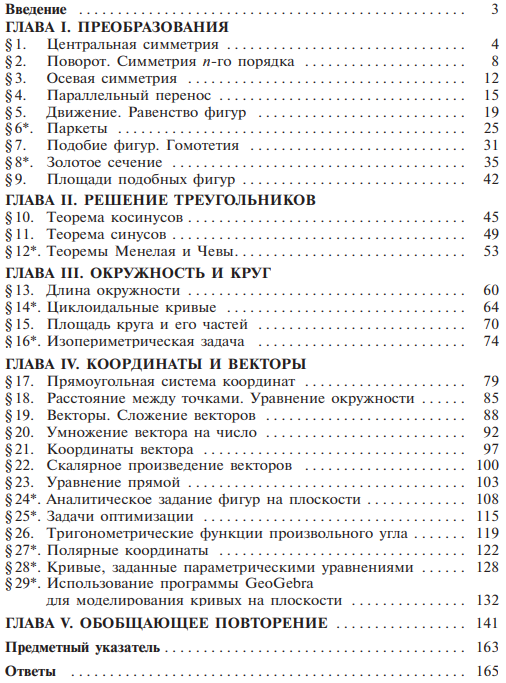 Введение 3
ГЛАВА I. ПРЕОБРАЗОВАНИЯ
§ 1. Центральная симметрия 4
§ 2. Поворот. Симметрия n-го порядка 8
§ 3. Осевая симметрия 12
§ 4. Параллельный перенос 15
§ 5. Движение. Равенство фигур 19
§ 6*. Паркеты 25
§ 7. Подобие фигур. Гомотетия 31
§ 8*. Золотое сечение 35
§ 9. Площади подобных фигур 42
ГЛАВА II. РЕШЕНИЕ ТРЕУГОЛЬНИКОВ
§ 10. Теорема косинусов 45
§ 11. Теорема синусов 49
§ 12*. Теоремы Менелая и Чевы 53
ГЛАВА III. ОКРУЖНОСТЬ И КРУГ
§ 13. Длина окружности 60
§ 14*. Циклоидальные кривые 64
§ 15. Площадь круга и его частей 70
§ 16*. Изопериметрическая задача 74
ГЛАВА IV. КООРДИНАТЫ И ВЕКТОРЫ
§ 17. Прямоугольная система координат 79
§ 18. Расстояние между точками. Уравнение окружности 85
§ 19. Векторы. Сложение векторов 88
§ 20. Умножение вектора на число 92
§ 21. Координаты вектора 97
§ 22. Скалярное произведение векторов 100
§ 23. Уравнение прямой 103
§ 24*. Аналитическое задание фигур на плоскости 108
§ 25*. Задачи оптимизации 115
§ 26. Тригонометрические функции произвольного угла 119
§ 27*. Полярные координаты 122
§ 28*. Кривые, заданные параметрическими уравнениями 128
§ 29*. Использование программы GeoGebra
для моделирования кривых на плоскости 132
ГЛАВА V. ОБОБЩАЮЩЕЕ ПОВТОРЕНИЕ 141
Предметный указатель 163
Ответы 165